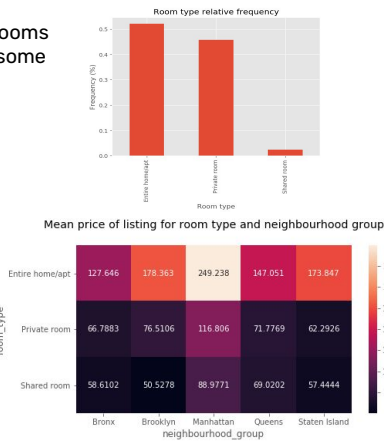 ooms
some
Room type relative frequency
0.5
0.4
0.3
0.2
0.1
0.0
Frequency (%)
Entire home/apt
Private room
Shared room
Room type
Mean price of listing for room type and neighbourhood group
Entire home/apt 127.646 178.363 249.238 147.051 173.847
Private room 66.7883 76.5106 116.806 71.7769 62.2926
Shared room 58.6102 50.5278 88.9771 69.0202 57.4444
room_type
Bronx Brooklyn Manhattan Queens Staten Island
neighbourhood_group